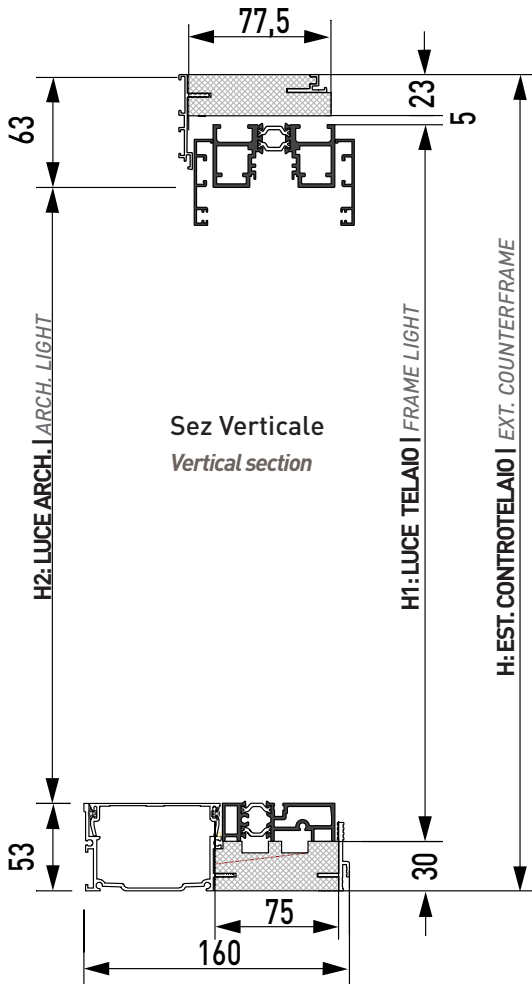 77,5
63
23
5
H2: LUCE ARCH. | ARCH. LIGHT
Sez Verticale
Vertical section
H1: LUCE TELAIO | FRAME LIGHT
H: EST. CONTROTELAIO | EXT. COUNTERFRAME
53
30
75
160